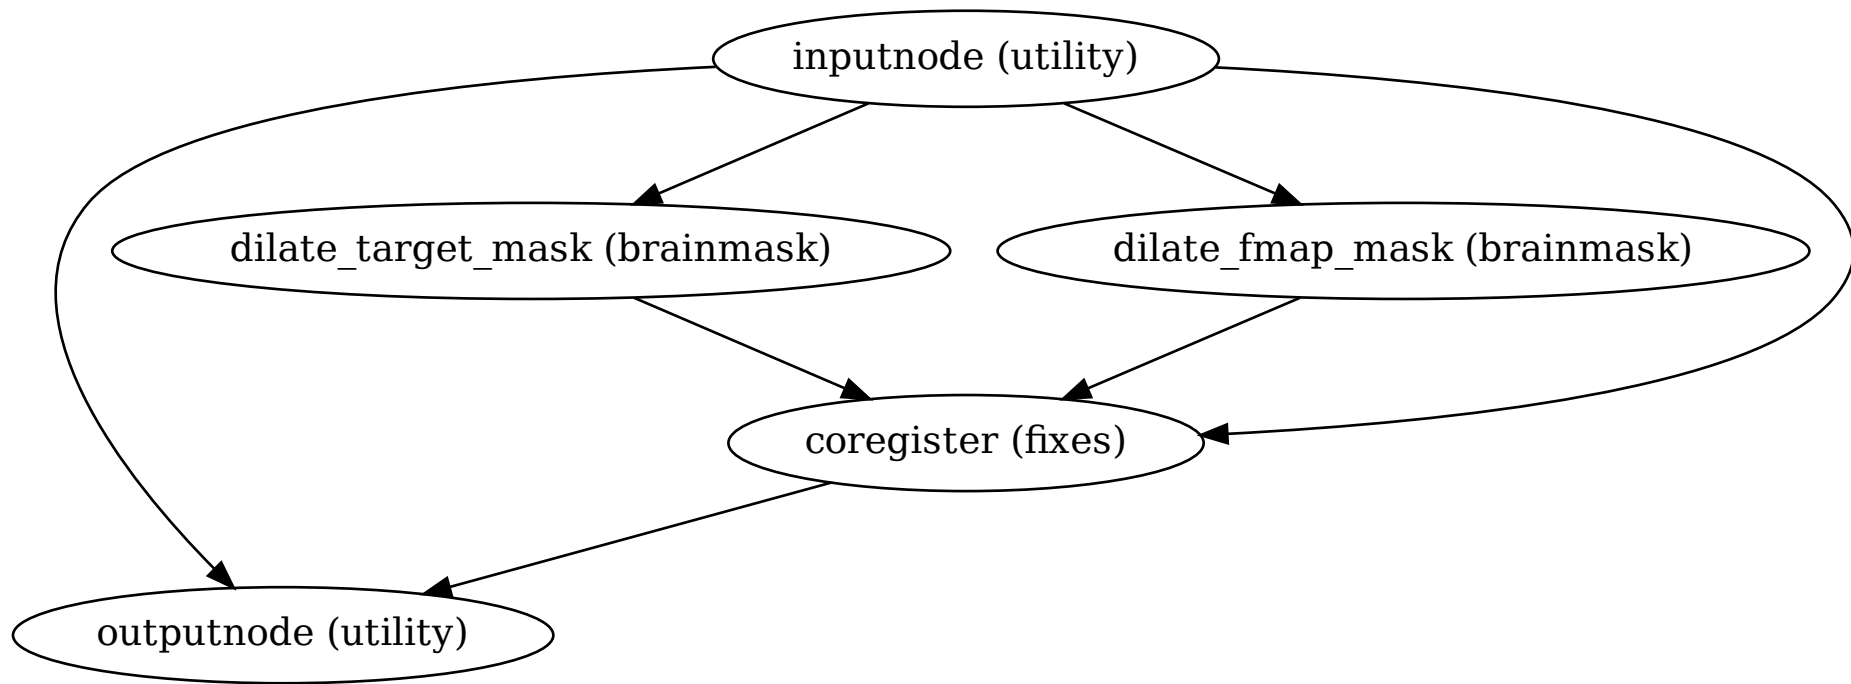 inputnode (utility)
dilate_target_mask (brainmask)
dilate_fmap_mask (brainmask)
coregister (fixes)
outputnode (utility)